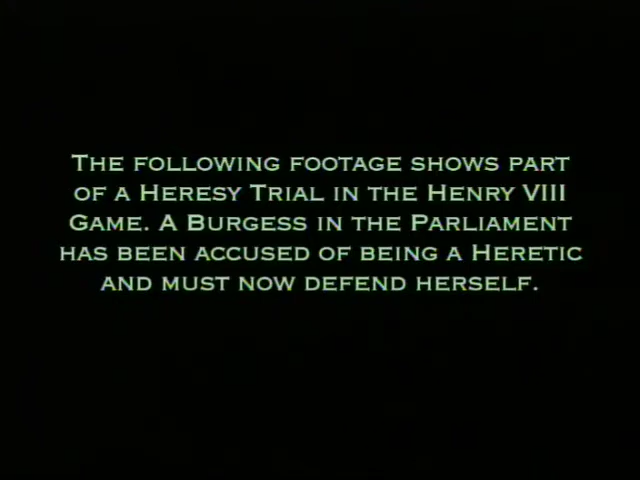 THE FOLLOWING FOOTAGE SHOWS PART
OF A HERESY TRIAL IN THE HENRY VIII
GAME. A BURGESS IN THE PARLIAMENT
HAS BEEN ACCUSED OF BEING A HERETIC
AND MUST NOW DEFEND HERSELF.